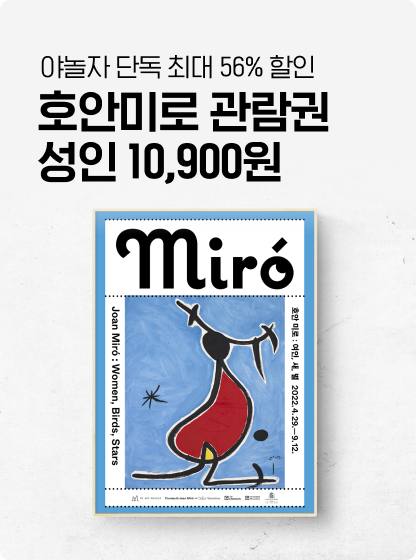 야놀자 단독 최대 56% 할인
호안미로 관람권
성인 10,900원
Miró
Joan Miró : Women, Birds, Stars
호안 미로 : 여인, 새, 별 2022.4.29.—9.12.